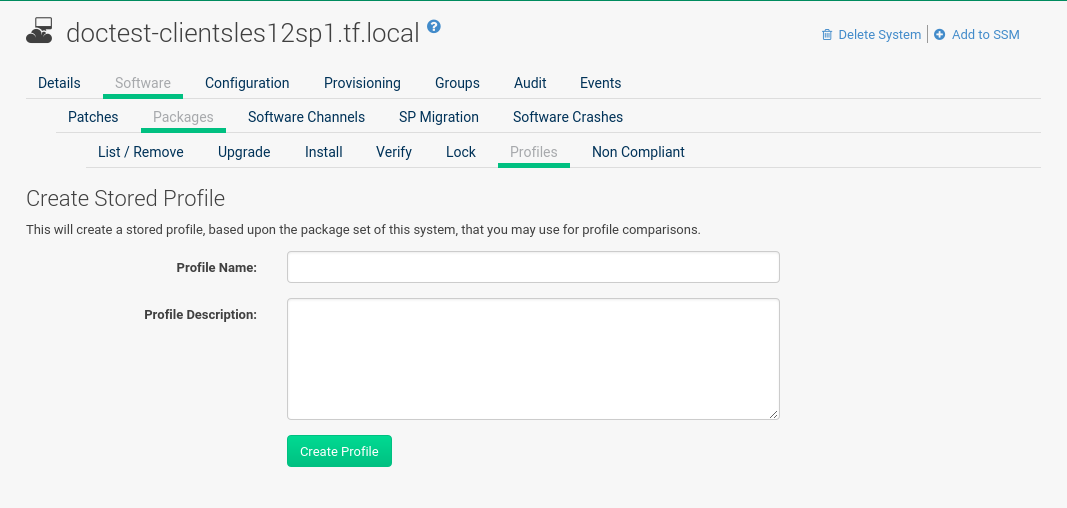 doctest-clientsles12sp1.tf.local ?
Delete System | Add to SSM
Details Software Configuration Provisioning Groups Audit Events
Patches Packages Software Channels SP Migration Software Crashes
List / Remove Upgrade Install Verify Lock Profiles Non Compliant
Create Stored Profile
This will create a stored profile, based upon the package set of this system, that you may use for profile comparisons.
Profile Name:
Profile Description:
Create Profile